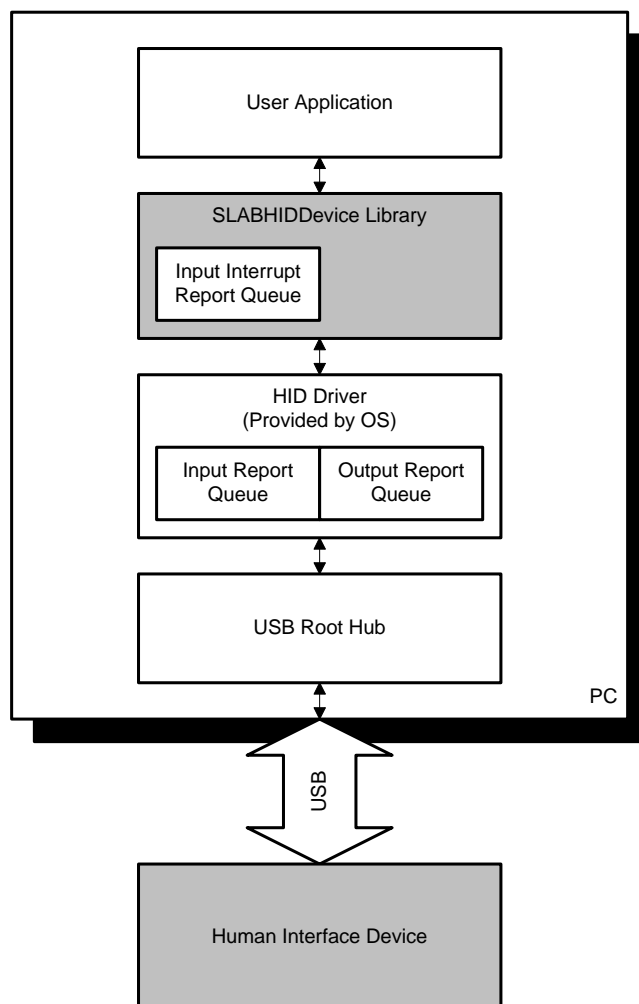 User Application
SLABHIDDevice Library
Input Interrupt
Report Queue
HID Driver
(Provided by OS)
Input Report
Queue
Output Report
Queue
USB Root Hub
PC
USB
Human Interface Device